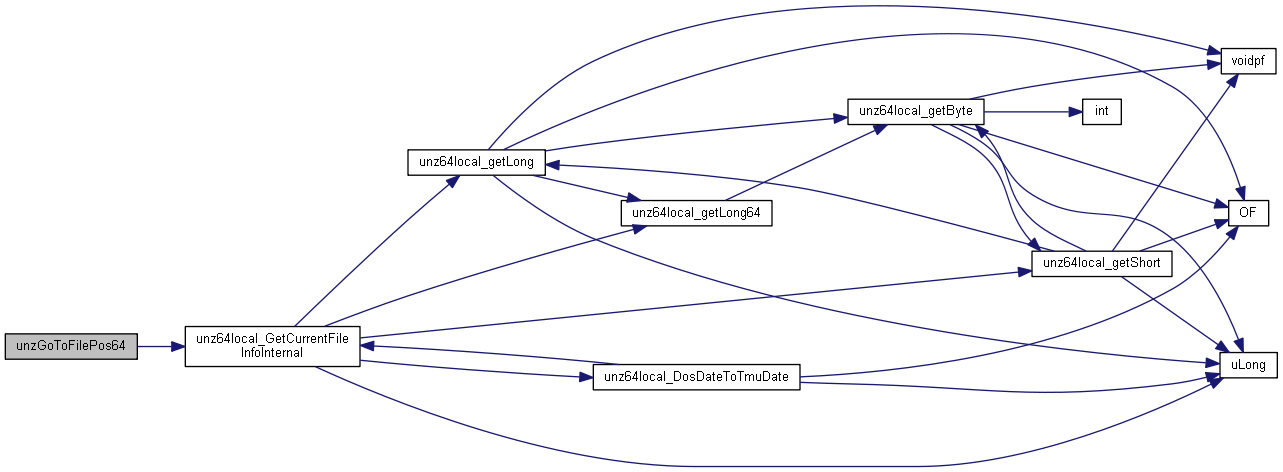 voidpf
unz64local_getByte
int
unz64local_getLong
unz64local_getLong64
OF
unz64local_getShort
unzGoToFilePos64
unz64local_GetCurrentFile
InfoInternal
unz64local_DosDateToTmuDate
uLong